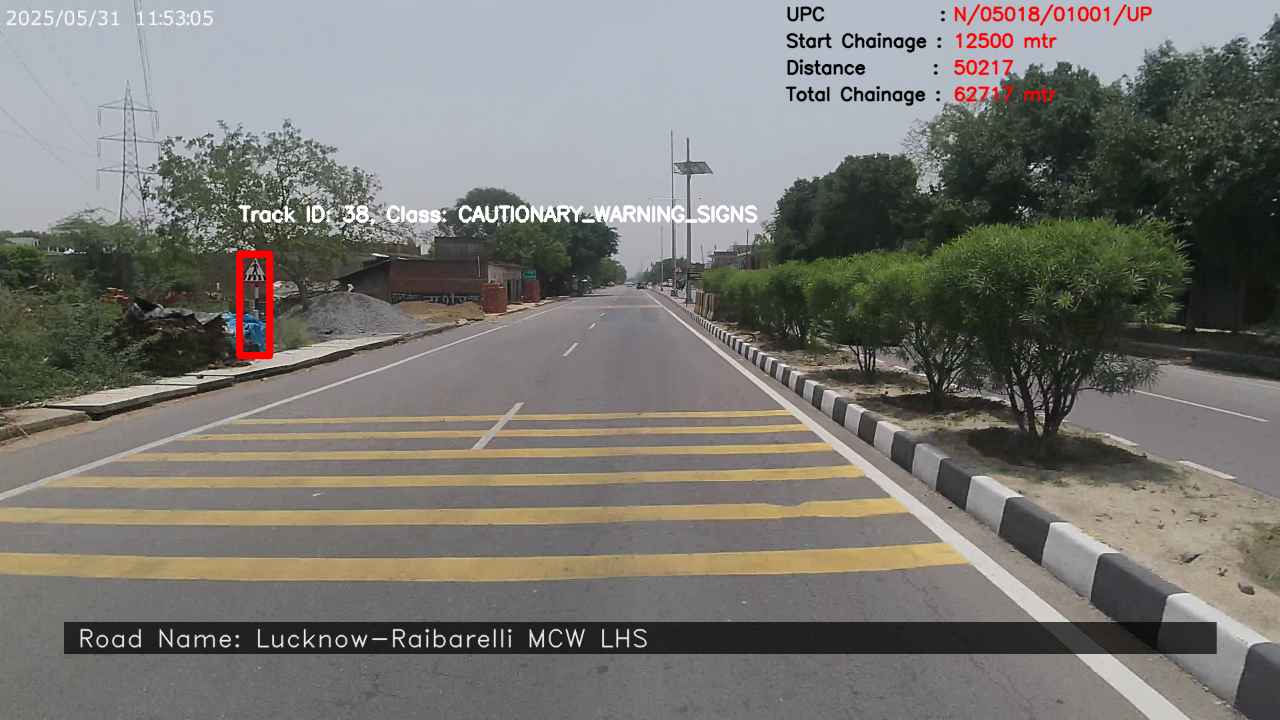 2025/05/31 11:53:05
UPC : N/05018/01001/UP
Start Chainage : 12500 mtr
Distance : 50217
Total Chainage : 62717 mtr
Track ID: 38, Class: CAUTIONARY_WARNING_SIGNS
Road Name: Lucknow-Raibarelli MCW LHS